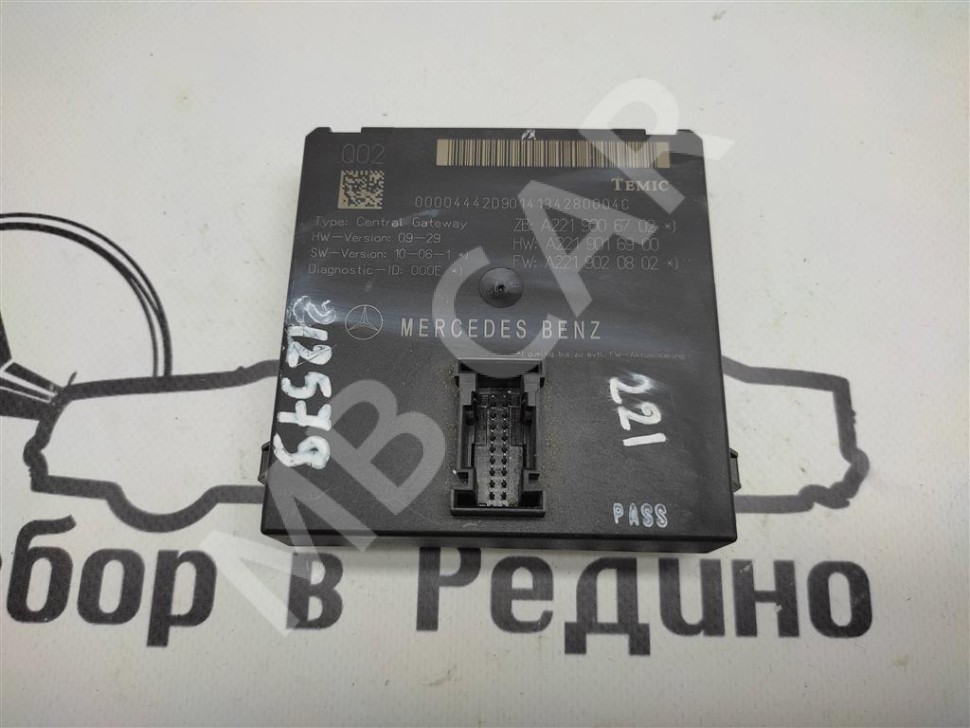 Q02
TEMIC
00004442D9014134280004C
Type: Central Gateway
HW-Version: 09-29
SW-Version: 10-06-1 *)
Diagnostic-ID: 000E *)
ZB: A221 900 67 02 *)
HW: A221 901 69 00
FW: A221 902 08 02 *)
MERCEDES BENZ
221
PASS
MB CAR
бор в Редино